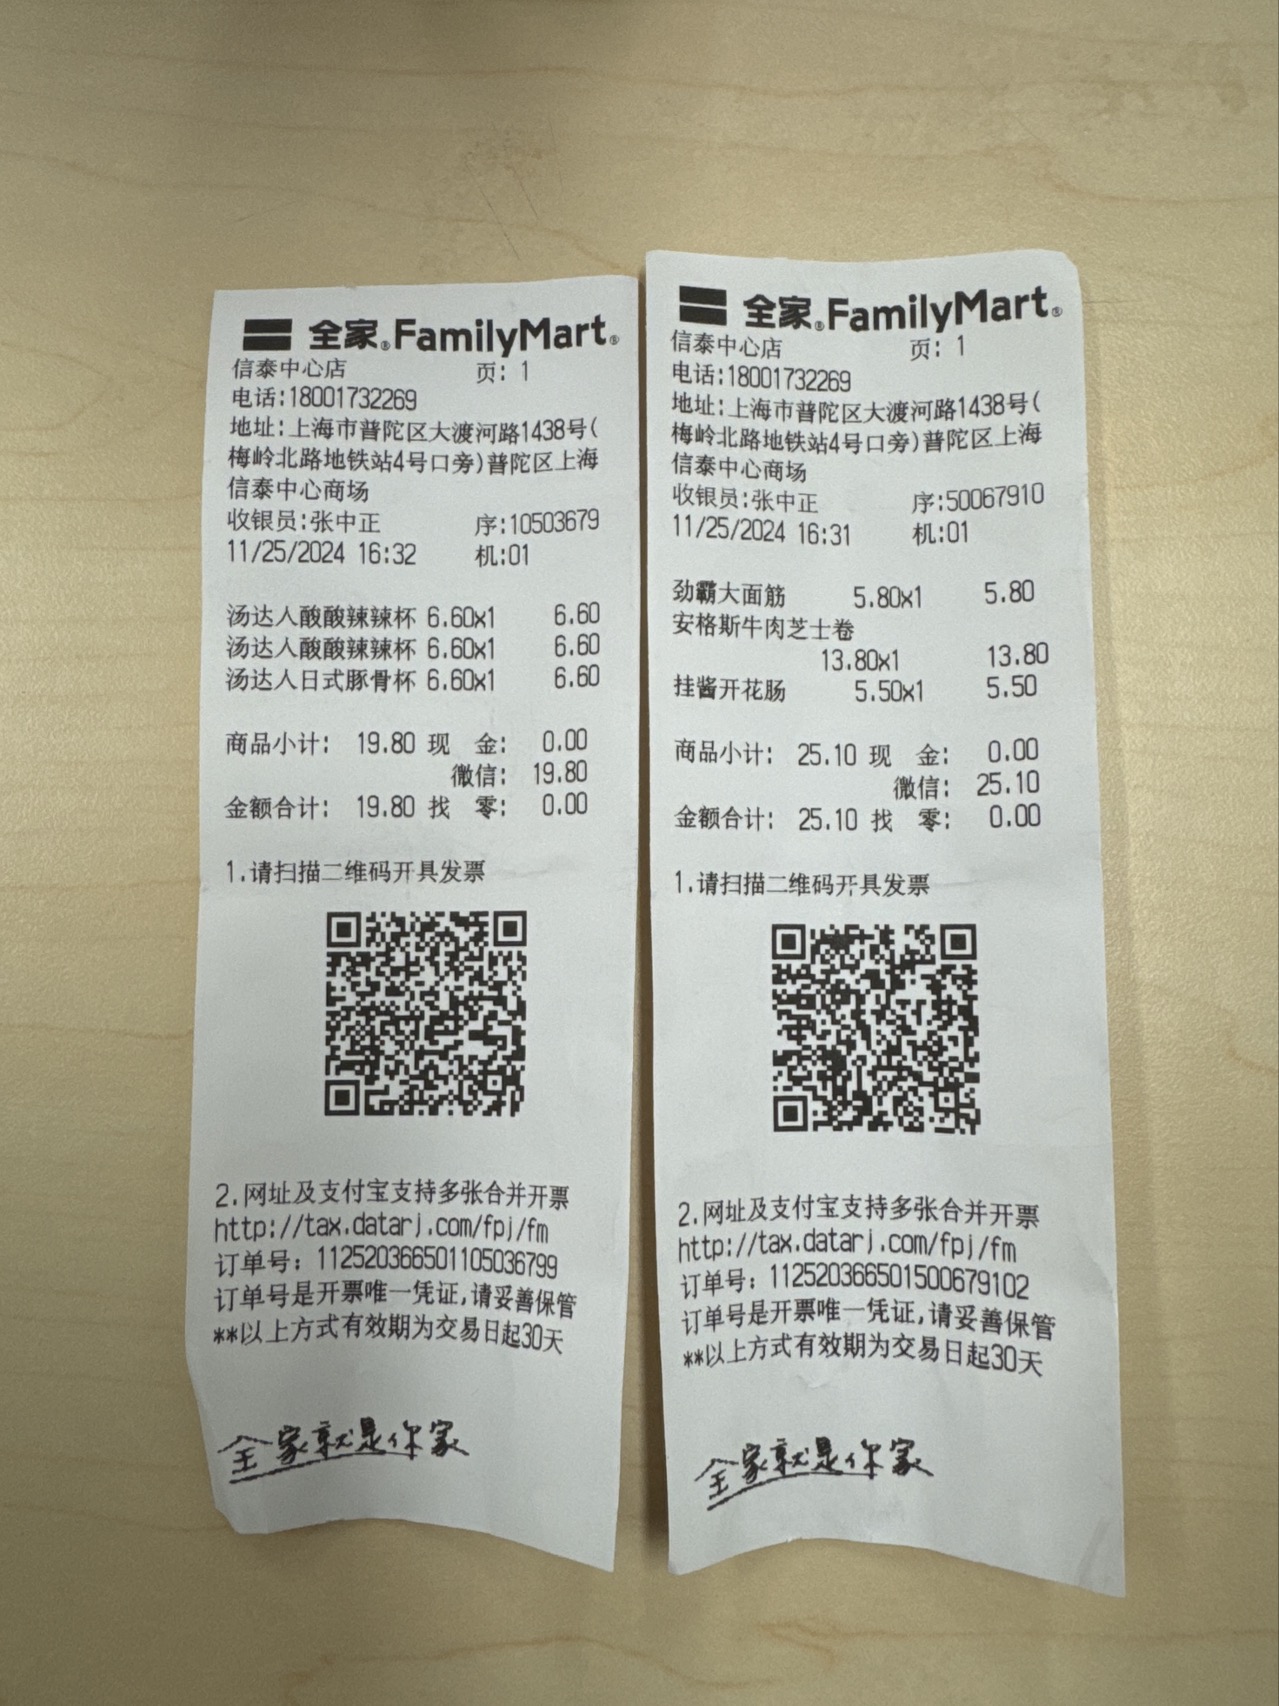 全家®FamilyMart®
信泰中心店 页: 1
电话:18001732269
地址:上海市普陀区大渡河路1438号(
梅岭北路地铁站4号口旁)普陀区上海
信泰中心商场
收银员:张中正 序:10503679
11/25/2024 16:32 机:01
汤达人酸酸辣辣杯 6.60x1 6.60
汤达人酸酸辣辣杯 6.60x1 6.60
汤达人日式豚骨杯 6.60x1 6.60
商品小计: 19.80 现 金: 0.00
微信: 19.80
金额合计: 19.80 找 零: 0.00
1.请扫描二维码开具发票
2.网址及支付宝支持多张合并开票
http://tax.datarj.com/fpj/fm
订单号: 112520366501105036799
订单号是开票唯一凭证,请妥善保管
**以上方式有效期为交易日起30天
全家就是你家
全家®FamilyMart®
信泰中心店 页: 1
电话:18001732269
地址:上海市普陀区大渡河路1438号(
梅岭北路地铁站4号口旁)普陀区上海
信泰中心商场
收银员:张中正 序:50067910
11/25/2024 16:31 机:01
劲霸大面筋 5.80x1 5.80
安格斯牛肉芝士卷
13.80x1 13.80
挂酱开花肠 5.50x1 5.50
商品小计: 25.10 现 金: 0.00
微信: 25.10
金额合计: 25.10 找 零: 0.00
1.请扫描二维码开具发票
2.网址及支付宝支持多张合并开票
http://tax.datarj.com/fpj/fm
订单号: 112520366501500679102
订单号是开票唯一凭证,请妥善保管
**以上方式有效期为交易日起30天
全家就是你家